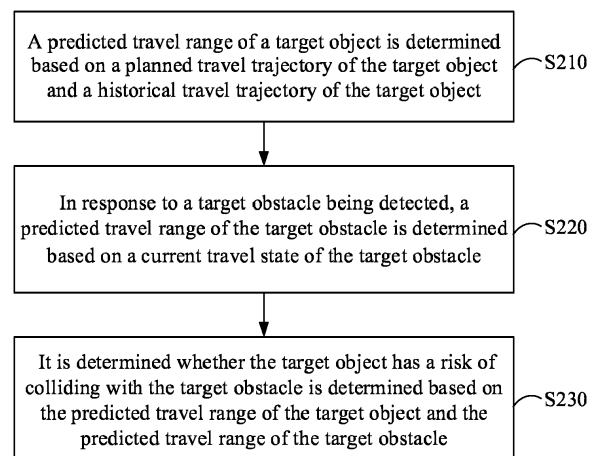 A predicted travel range of a target object is determined
based on a planned travel trajectory of the target object
and a historical travel trajectory of the target object
S210
In response to a target obstacle being detected, a
predicted travel range of the target obstacle is determined
based on a current travel state of the target obstacle
S220
It is determined whether the target object has a risk of
colliding with the target obstacle is determined based on
the predicted travel range of the target object and the
predicted travel range of the target obstacle
S230